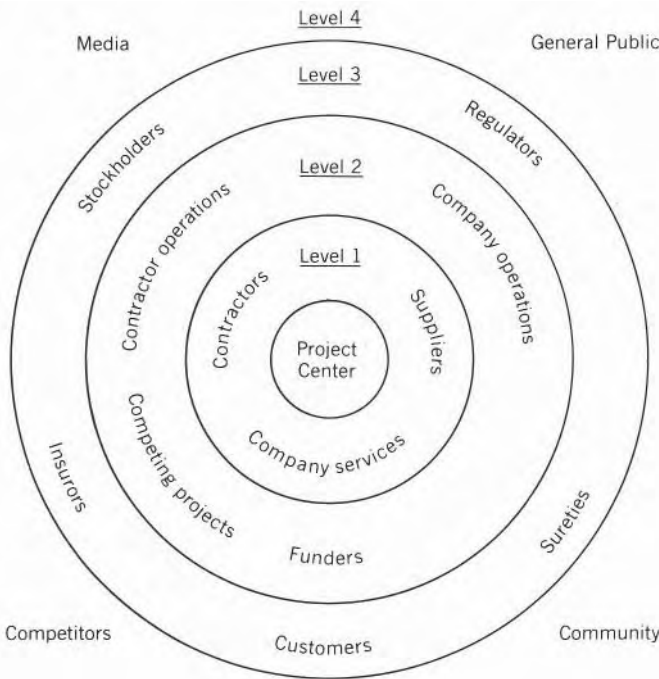 Level 4
Media
General Public
Level 3
Stockholders
Regulators
Level 2
Contractor operations
Company operations
Level 1
Contractors
Suppliers
Project
Center
Company services
Competing projects
Insurors
Sureties
Funders
Competitors
Customers
Community